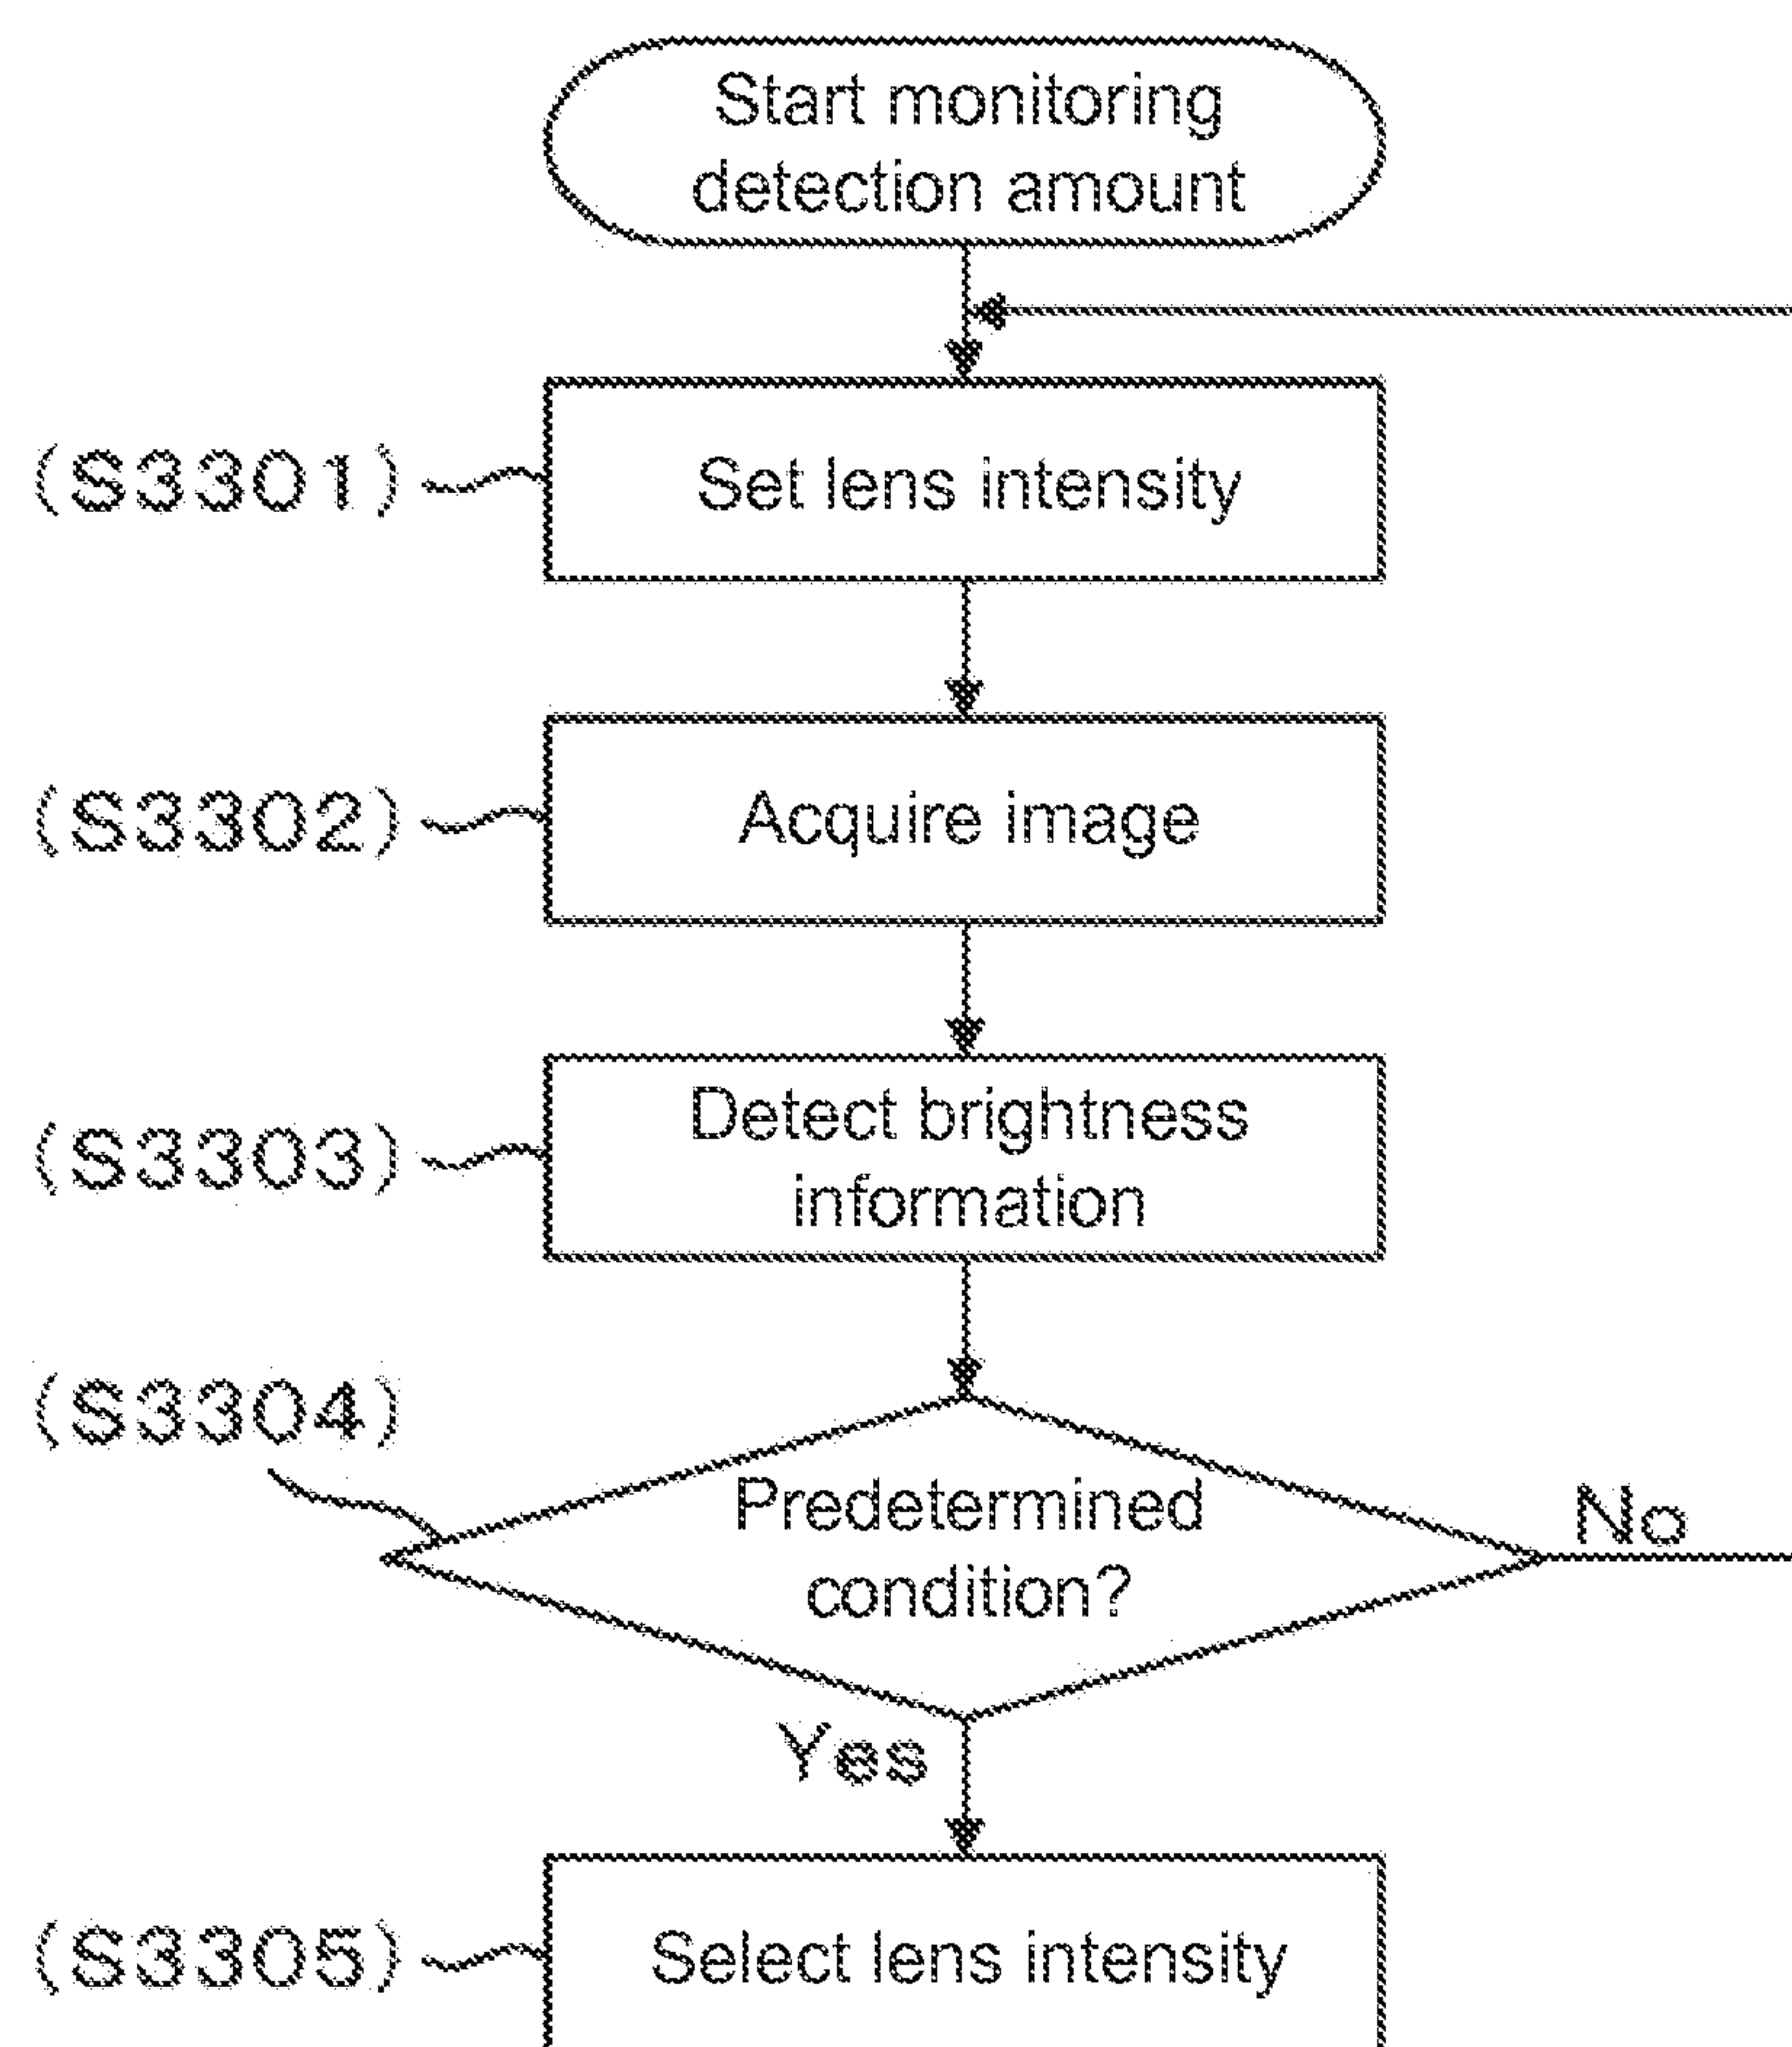 Start monitoring
detection amount
(S3301)
Set lens intensity
(S3302)
Acquire image
(S3303)
Detect brightness
information
(S3304)
Predetermined
condition?
No
Yes
(S3305)
Select lens intensity